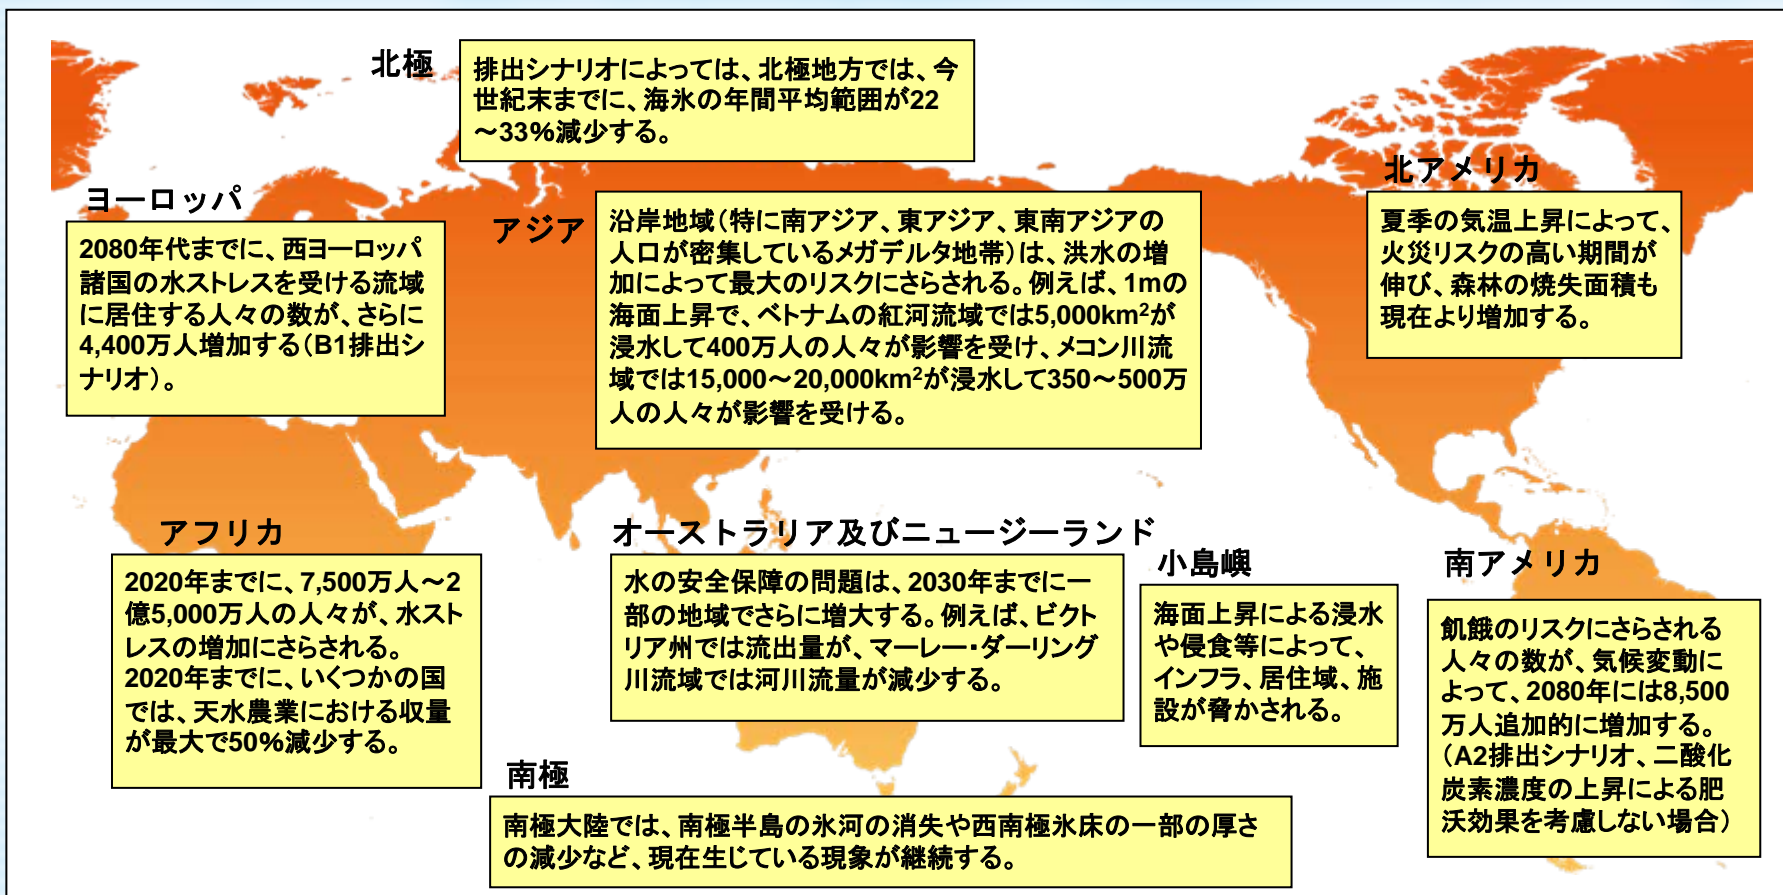 北極
排出シナリオによっては、北極地方では、今
世紀末までに、海氷の年間平均範囲が22
～33%減少する。
ヨーロッパ
2080年代までに、西ヨーロッパ
諸国の水ストレスを受ける流域
に居住する人々の数が、さらに
4,400万人増加する（B1排出シ
ナリオ）。
アジア
沿岸地域（特に南アジア、東アジア、東南アジアの
人口が密集しているメガデルタ地帯）は、洪水の増
加によって最大のリスクにさらされる。例えば、1mの
海面上昇で、ベトナムの紅河流域では5,000km²が
浸水して400万人の人々が影響を受け、メコン川流
域では15,000～20,000km²が浸水して350～500万
人の人々が影響を受ける。
北アメリカ
夏季の気温上昇によって、
火災リスクの高い期間が
伸び、森林の焼失面積も
現在より増加する。
アフリカ
2020年までに、7,500万人～2
億5,000万人の人々が、水スト
レスの増加にさらされる。
2020年までに、いくつかの国
では、天水農業における収量
が最大で50%減少する。
オーストラリア及びニュージーランド
水の安全保障の問題は、2030年までに一
部の地域でさらに増大する。例えば、ビクト
リア州では流出量が、マーレー・ダーリング
川流域では河川流量が減少する。
小島嶼
海面上昇による浸水
や侵食等によって、
インフラ、居住域、施
設が脅かされる。
南アメリカ
飢餓のリスクにさらされる
人々の数が、気候変動に
よって、2080年には8,500
万人追加的に増加する。
（A2排出シナリオ、二酸化
炭素濃度の上昇による肥
沃効果を考慮しない場合）
南極
南極大陸では、南極半島の氷河の消失や西南極氷床の一部の厚さ
の減少など、現在生じている現象が継続する。